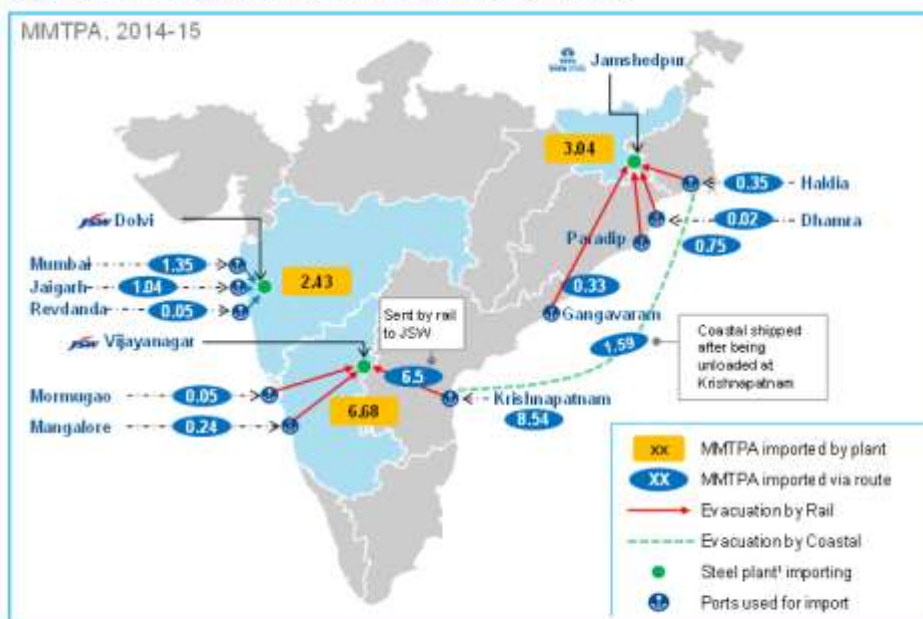 MMTPA, 2014-15
TATA STEEL
Jamshedpur
3.04
0.35
Haldia
0.02
Dhamra
Paradip
0.75
JSW Dolvi
Mumbai
1.35
Jaigarh
1.04
2.43
Revdanda
0.05
0.33
Gangavaram
Sent by rail
to JSW
1.59
Coastal shipped
after being
unloaded at
Krishnapatnam
JSW Vijayanagar
6.5
Mormugao
0.05
Krishnapatnam
6.68
8.54
Mangalore
0.24
xx MMTPA imported by plant
XX MMTPA imported via route
Evacuation by Rail
Evacuation by Coastal
Steel plant¹ importing
Ports used for import